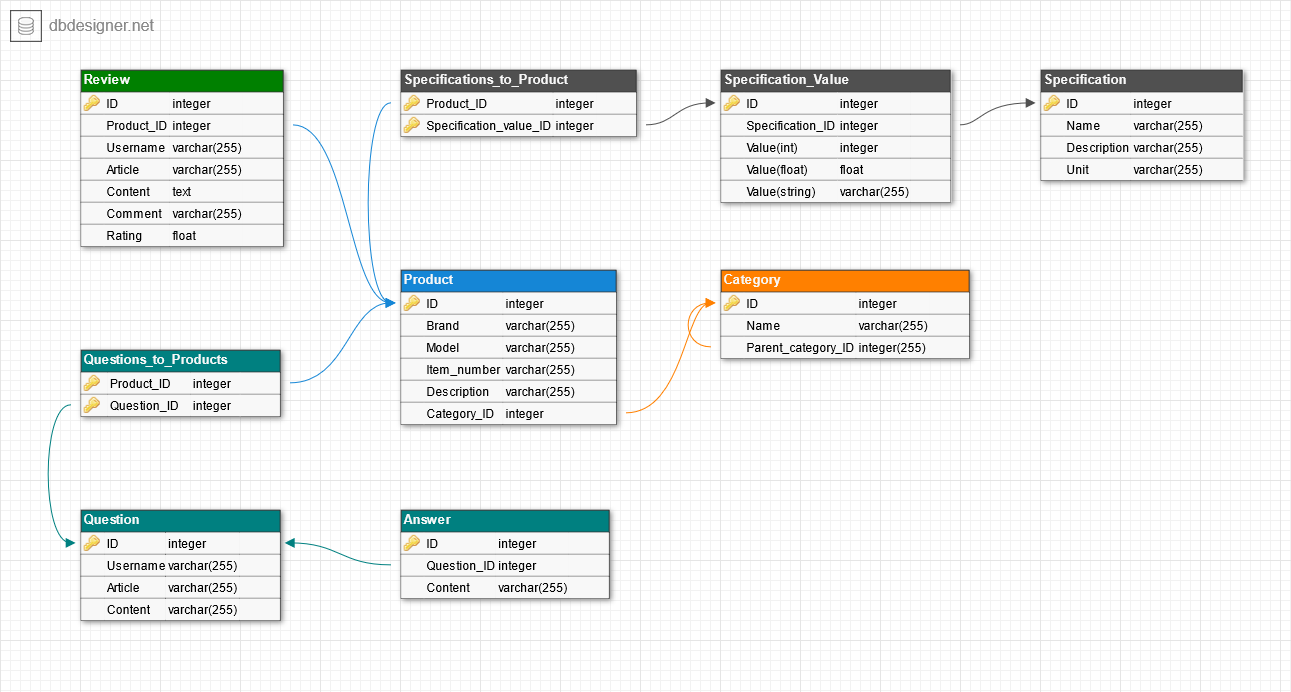 dbdesigner.net
Review
ID integer
Product_ID integer
Username varchar(255)
Article varchar(255)
Content text
Comment varchar(255)
Rating float
Specifications_to_Product
Product_ID integer
Specification_value_ID integer
Specification_Value
ID integer
Specification_ID integer
Value(int) integer
Value(float) float
Value(string) varchar(255)
Specification
ID integer
Name varchar(255)
Description varchar(255)
Unit varchar(255)
Product
ID integer
Brand varchar(255)
Model varchar(255)
Item_number varchar(255)
Description varchar(255)
Category_ID integer
Category
ID integer
Name varchar(255)
Parent_category_ID integer(255)
Questions_to_Products
Product_ID integer
Question_ID integer
Question
ID integer
Username varchar(255)
Article varchar(255)
Content varchar(255)
Answer
ID integer
Question_ID integer
Content varchar(255)